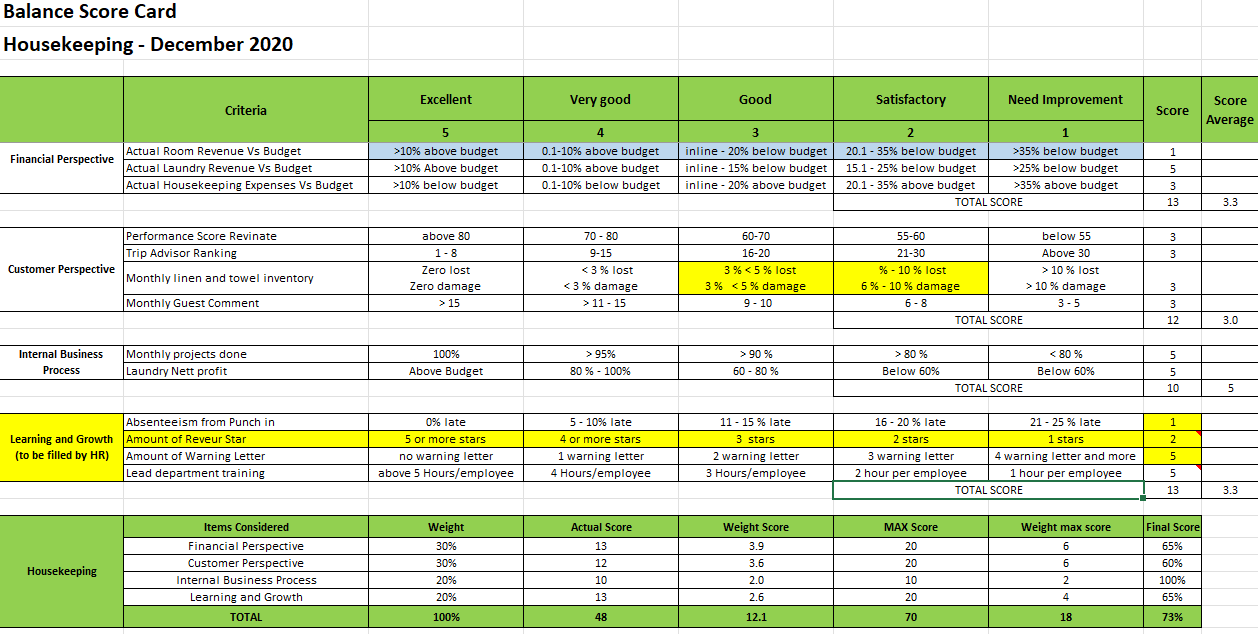 Balance Score Card
Housekeeping - December 2020
Criteria Excellent Very good Good Satisfactory Need Improvement Score Score Average
5 4 3 2 1
Financial Perspective
Actual Room Revenue Vs Budget >10% above budget 0.1-10% above budget inline - 20% below budget 20.1 - 35% below budget >35% below budget 1
Actual Laundry Revenue Vs Budget >10% Above budget 0.1-10% above budget inline - 15% below budget 15.1 - 25% below budget >25% below budget 5
Actual Housekeeping Expenses Vs Budget >10% below budget 0.1-10% below budget inline - 20% above budget 20.1 - 35% above budget >35% above budget 3
TOTAL SCORE 13 3.3
Customer Perspective
Performance Score Revinate above 80 70 - 80 60-70 55-60 below 55 3
Trip Advisor Ranking 1 - 8 9-15 16-20 21-30 Above 30 3
Monthly linen and towel inventory
Zero lost < 3 % lost 3 % < 5 % lost % - 10 % lost > 10 % lost
Zero damage < 3 % damage 3 % < 5 % damage 6 % - 10 % damage > 10 % damage 3
Monthly Guest Comment > 15 > 11 - 15 9 - 10 6 - 8 3 - 5 3
TOTAL SCORE 12 3.0
Internal Business
Process
Monthly projects done 100% > 95% > 90 % > 80 % < 80 % 5
Laundry Nett profit Above Budget 80 % - 100% 60 - 80 % Below 60% Below 60% 5
TOTAL SCORE 10 5
Learning and Growth
(to be filled by HR)
Absenteeism from Punch in 0% late 5 - 10% late 11 - 15 % late 16 - 20 % late 21 - 25 % late 1
Amount of Reveur Star 5 or more stars 4 or more stars 3 stars 2 stars 1 stars 2
Amount of Warning Letter no warning letter 1 warning letter 2 warning letter 3 warning letter 4 warning letter and more 5
Lead department training above 5 Hours/employee 4 Hours/employee 3 Hours/employee 2 hour per employee 1 hour per employee 5
TOTAL SCORE 13 3.3
Housekeeping
Items Considered Weight Actual Score Weight Score MAX Score Weight max score Final Score
Financial Perspective 30% 13 3.9 20 6 65%
Customer Perspective 30% 12 3.6 20 6 60%
Internal Business Process 20% 10 2.0 10 2 100%
Learning and Growth 20% 13 2.6 20 4 65%
TOTAL 100% 48 12.1 70 18 73%